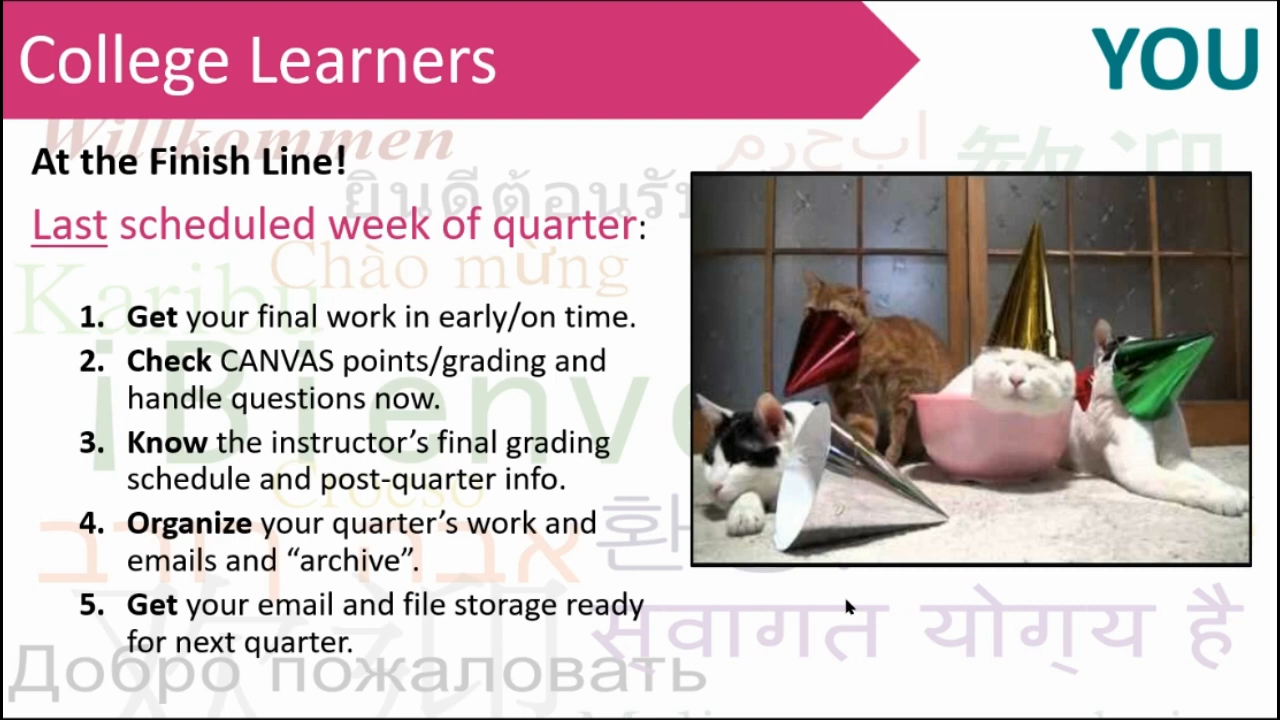 College Learners
YOU
Willkommen
At the Finish Line!
ยินดีต้อนรับ
Last scheduled week of quarter:
Chào mừng
Karibu
1. Get your final work in early/on time.
2. Check CANVAS points/grading and
handle questions now.
3. Know the instructor's final grading
schedule and post-quarter info.
Croeso
4. Organize your quarter's work and
emails and “archive”.
5. Get your email and file storage ready
for next quarter.
स्वागत योग्य है
Добро пожаловать